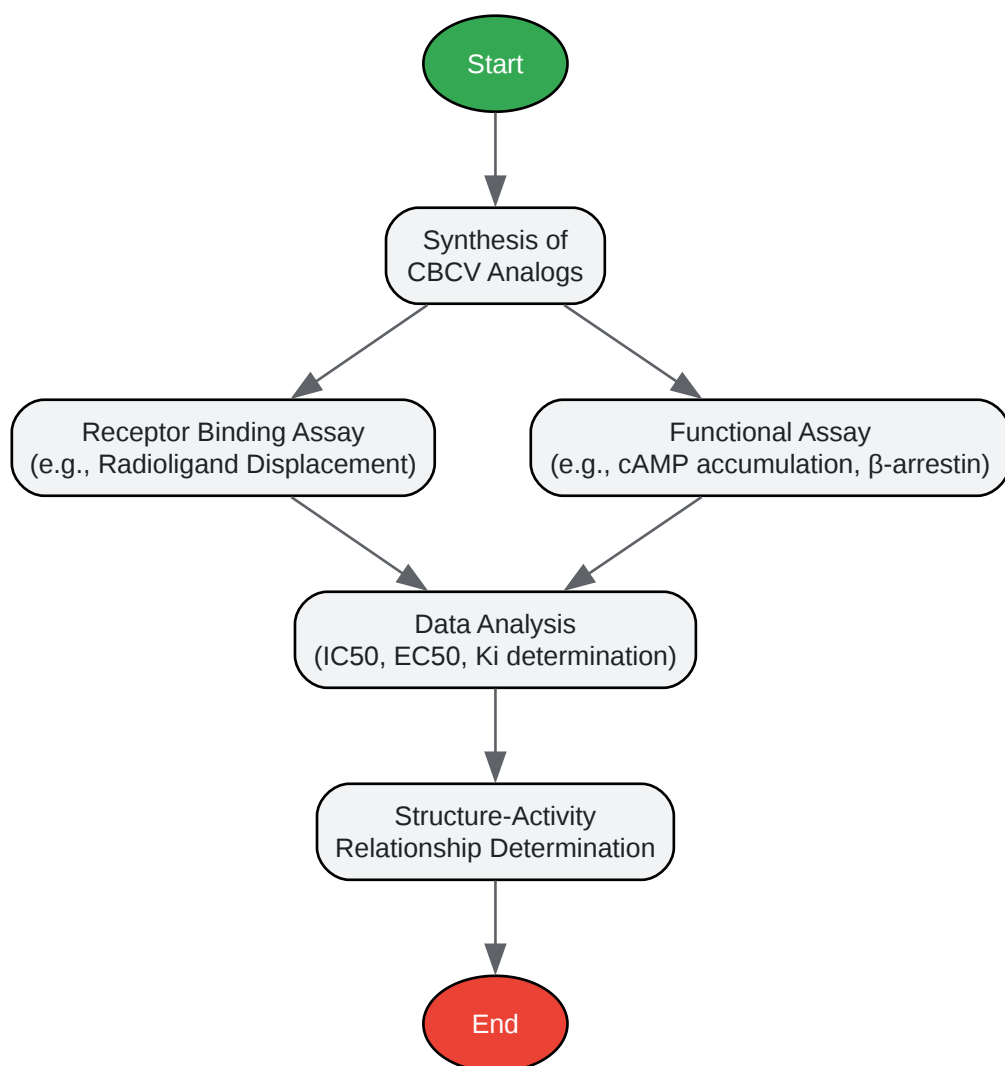 Start
Synthesis of
CBCV Analogs
Receptor Binding Assay
(e.g., Radioligand Displacement)
Functional Assay
(e.g., cAMP accumulation, β-arrestin)
Data Analysis
(IC50, EC50, Ki determination)
Structure-Activity
Relationship Determination
End